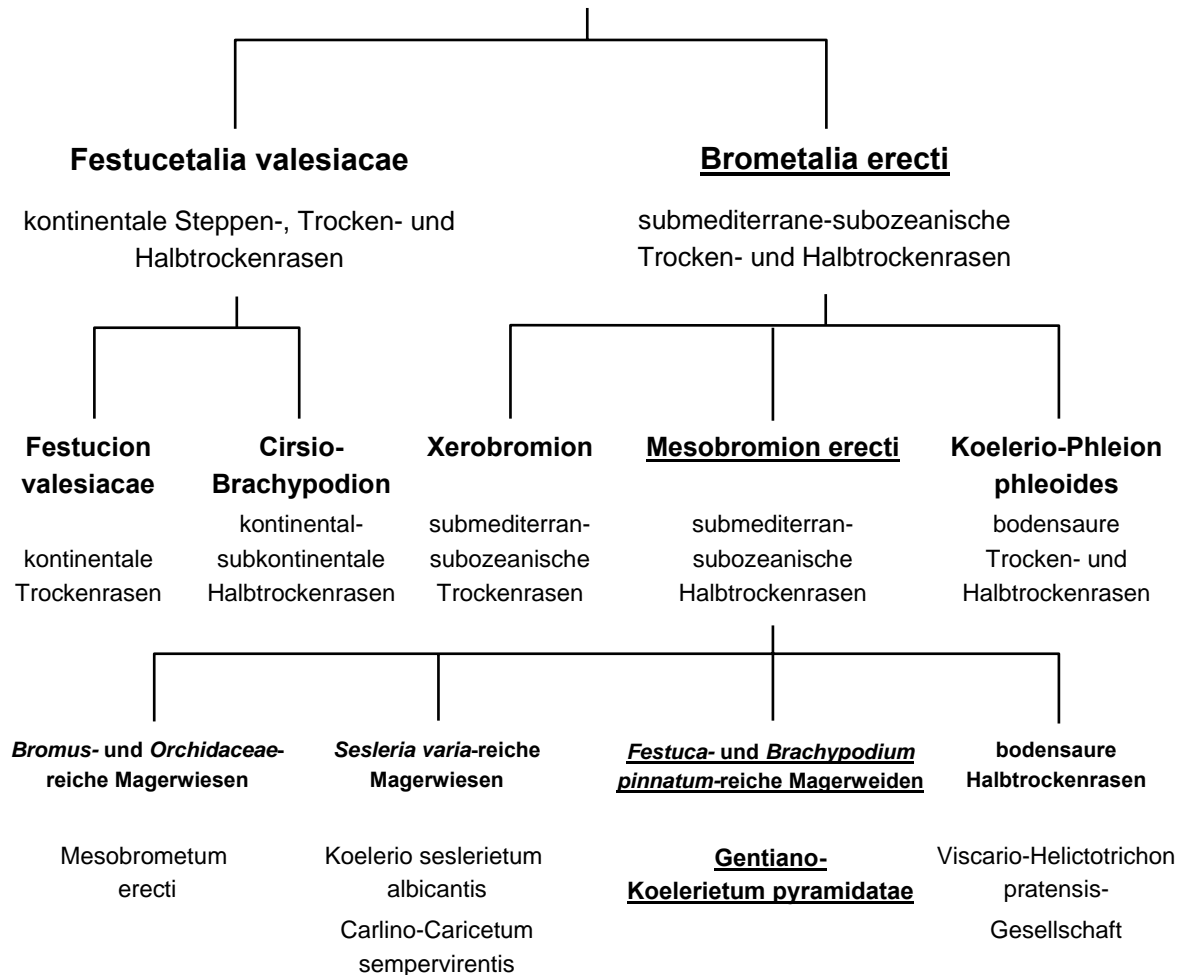 Festucetalia valesiacae
kontinentale Steppen-, Trocken- und
Halbtrockenrasen
Brometalia erecti
submediterrane-subozeanische
Trocken- und Halbtrockenrasen
Festucion
valesiacae
kontinentale
Trockenrasen
Cirsio-
Brachypodion
kontinental-
subkontinentale
Halbtrockenrasen
Xerobromion
submediterran-
subozeanische
Trockenrasen
Mesobromion erecti
submediterran-
subozeanische
Halbtrockenrasen
Koelerio-Phleion
phleoides
bodensaure
Trocken- und
Halbtrockenrasen
Bromus- und Orchidaceae-
reiche Magerwiesen
Mesobrometum
erecti
Sesleria varia-reiche
Magerwiesen
Koelerio seslerietum
albicantis
Carlino-Caricetum
sempervirentis
Festuca- und Brachypodium
pinnatum-reiche Magerweiden
Gentiano-
Koelerietum pyramidatae
bodensaure
Halbtrockenrasen
Viscario-Helictotrichon
pratensis-
Gesellschaft